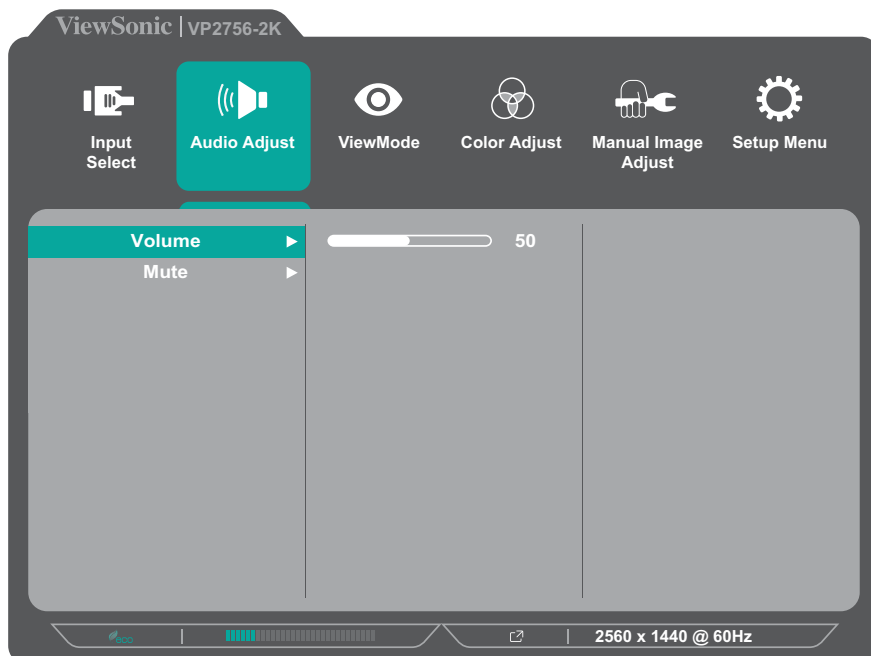 ViewSonic | VP2756-2K
Input Select
Audio Adjust
ViewMode
Color Adjust
Manual Image Adjust
Setup Menu
Volume
50
Mute
eco
2560 x 1440 @ 60Hz